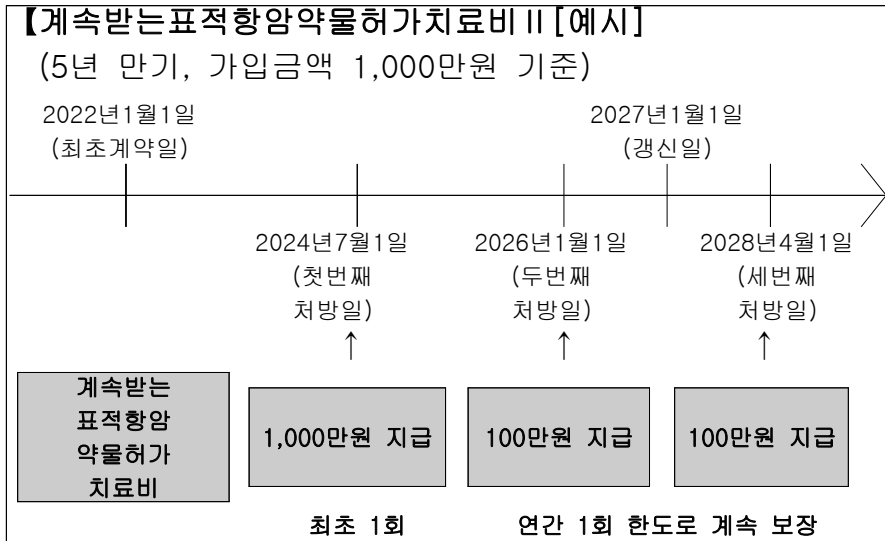 【계속받는표적항암약물허가치료비Ⅱ[예시]
(5년 만기, 가입금액 1,000만원 기준)
2022년1월1일
(최초계약일)
2027년1월1일
(갱신일)
2024년7월1일
(첫번째
처방일)
↑
2026년1월1일
(두번째
처방일)
↑
2028년4월1일
(세번째
처방일)
↑
계속받는
표적항암
약물허가
치료비
1,000만원 지급
100만원 지급
100만원 지급
최초 1회
연간 1회 한도로 계속 보장